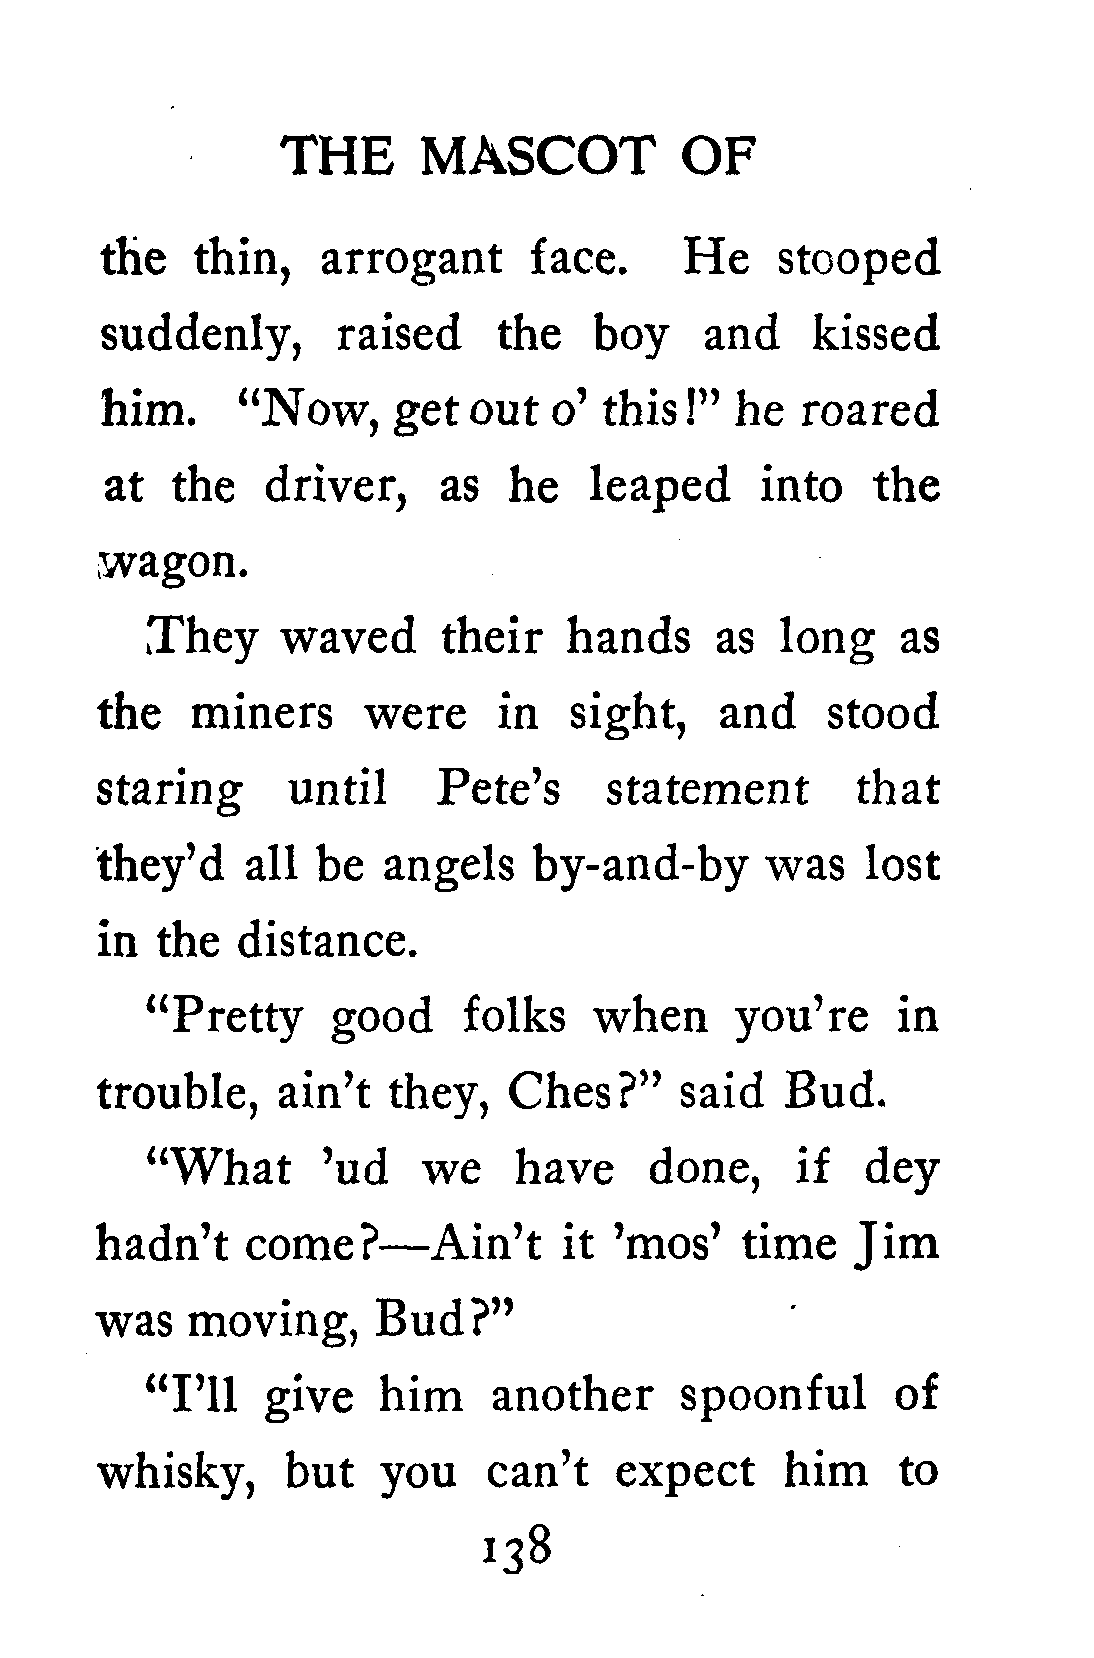 THE MASCOT OF
the thin, arrogant face. He stooped
suddenly, raised the boy and kissed
him. “Now, get out o’ this!” he roared
at the driver, as he leaped into the
wagon.
They waved their hands as long as
the miners were in sight, and stood
staring until Pete’s statement that
they’d all be angels by-and-by was lost
in the distance.
“Pretty good folks when you’re in
trouble, ain’t they, Ches?” said Bud.
“What ’ud we have done, if dey
hadn’t come?—Ain’t it ’mos’ time Jim
was moving, Bud?”
“I’ll give him another spoonful of
whisky, but you can’t expect him to
138